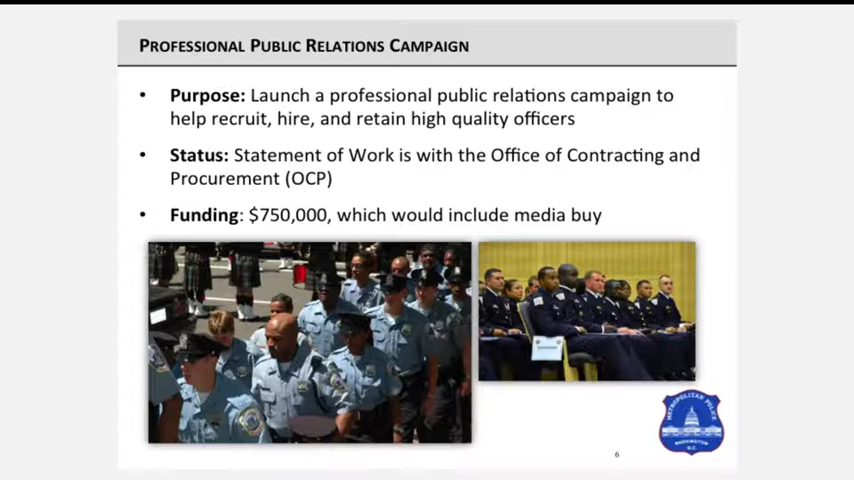 PROFESSIONAL PUBLIC RELATIONS CAMPAIGN
• Purpose: Launch a professional public relations campaign to
help recruit, hire, and retain high quality officers
• Status: Statement of Work is with the Office of Contracting and
Procurement (OCP)
• Funding: $750,000, which would include media buy
METROPOLITAN POLICE
WASHINGTON
D.C.
6